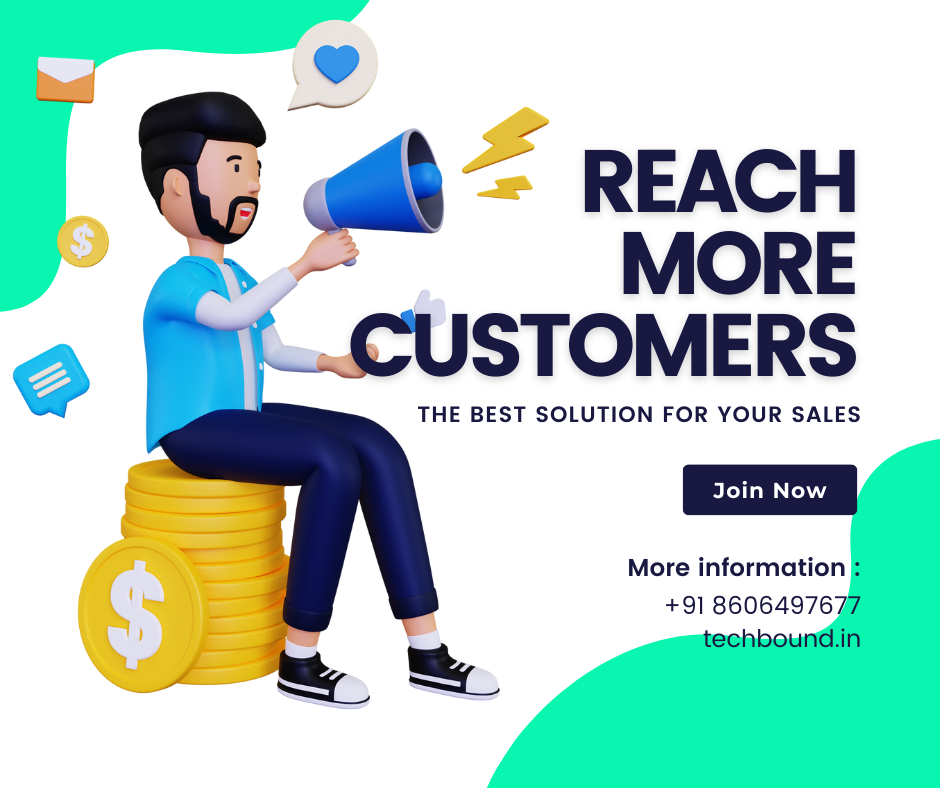 REACH
MORE
CUSTOMERS
THE BEST SOLUTION FOR YOUR SALES
Join Now
More information :
+91 8606497677
techbound.in
$
$